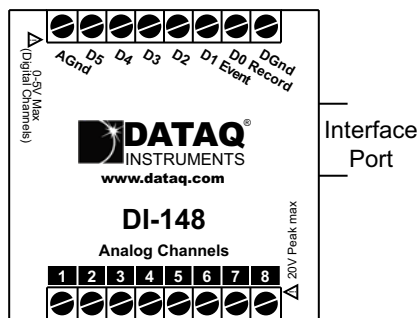 AGnd D5 D4 D3 D2 D1 Event D0 Record DGnd
0-5V Max
(Digital Channels)
DATAQ®
INSTRUMENTS
www.dataq.com
Interface
Port
DI-148
Analog Channels
1 2 3 4 5 6 7 8
20V Peak max